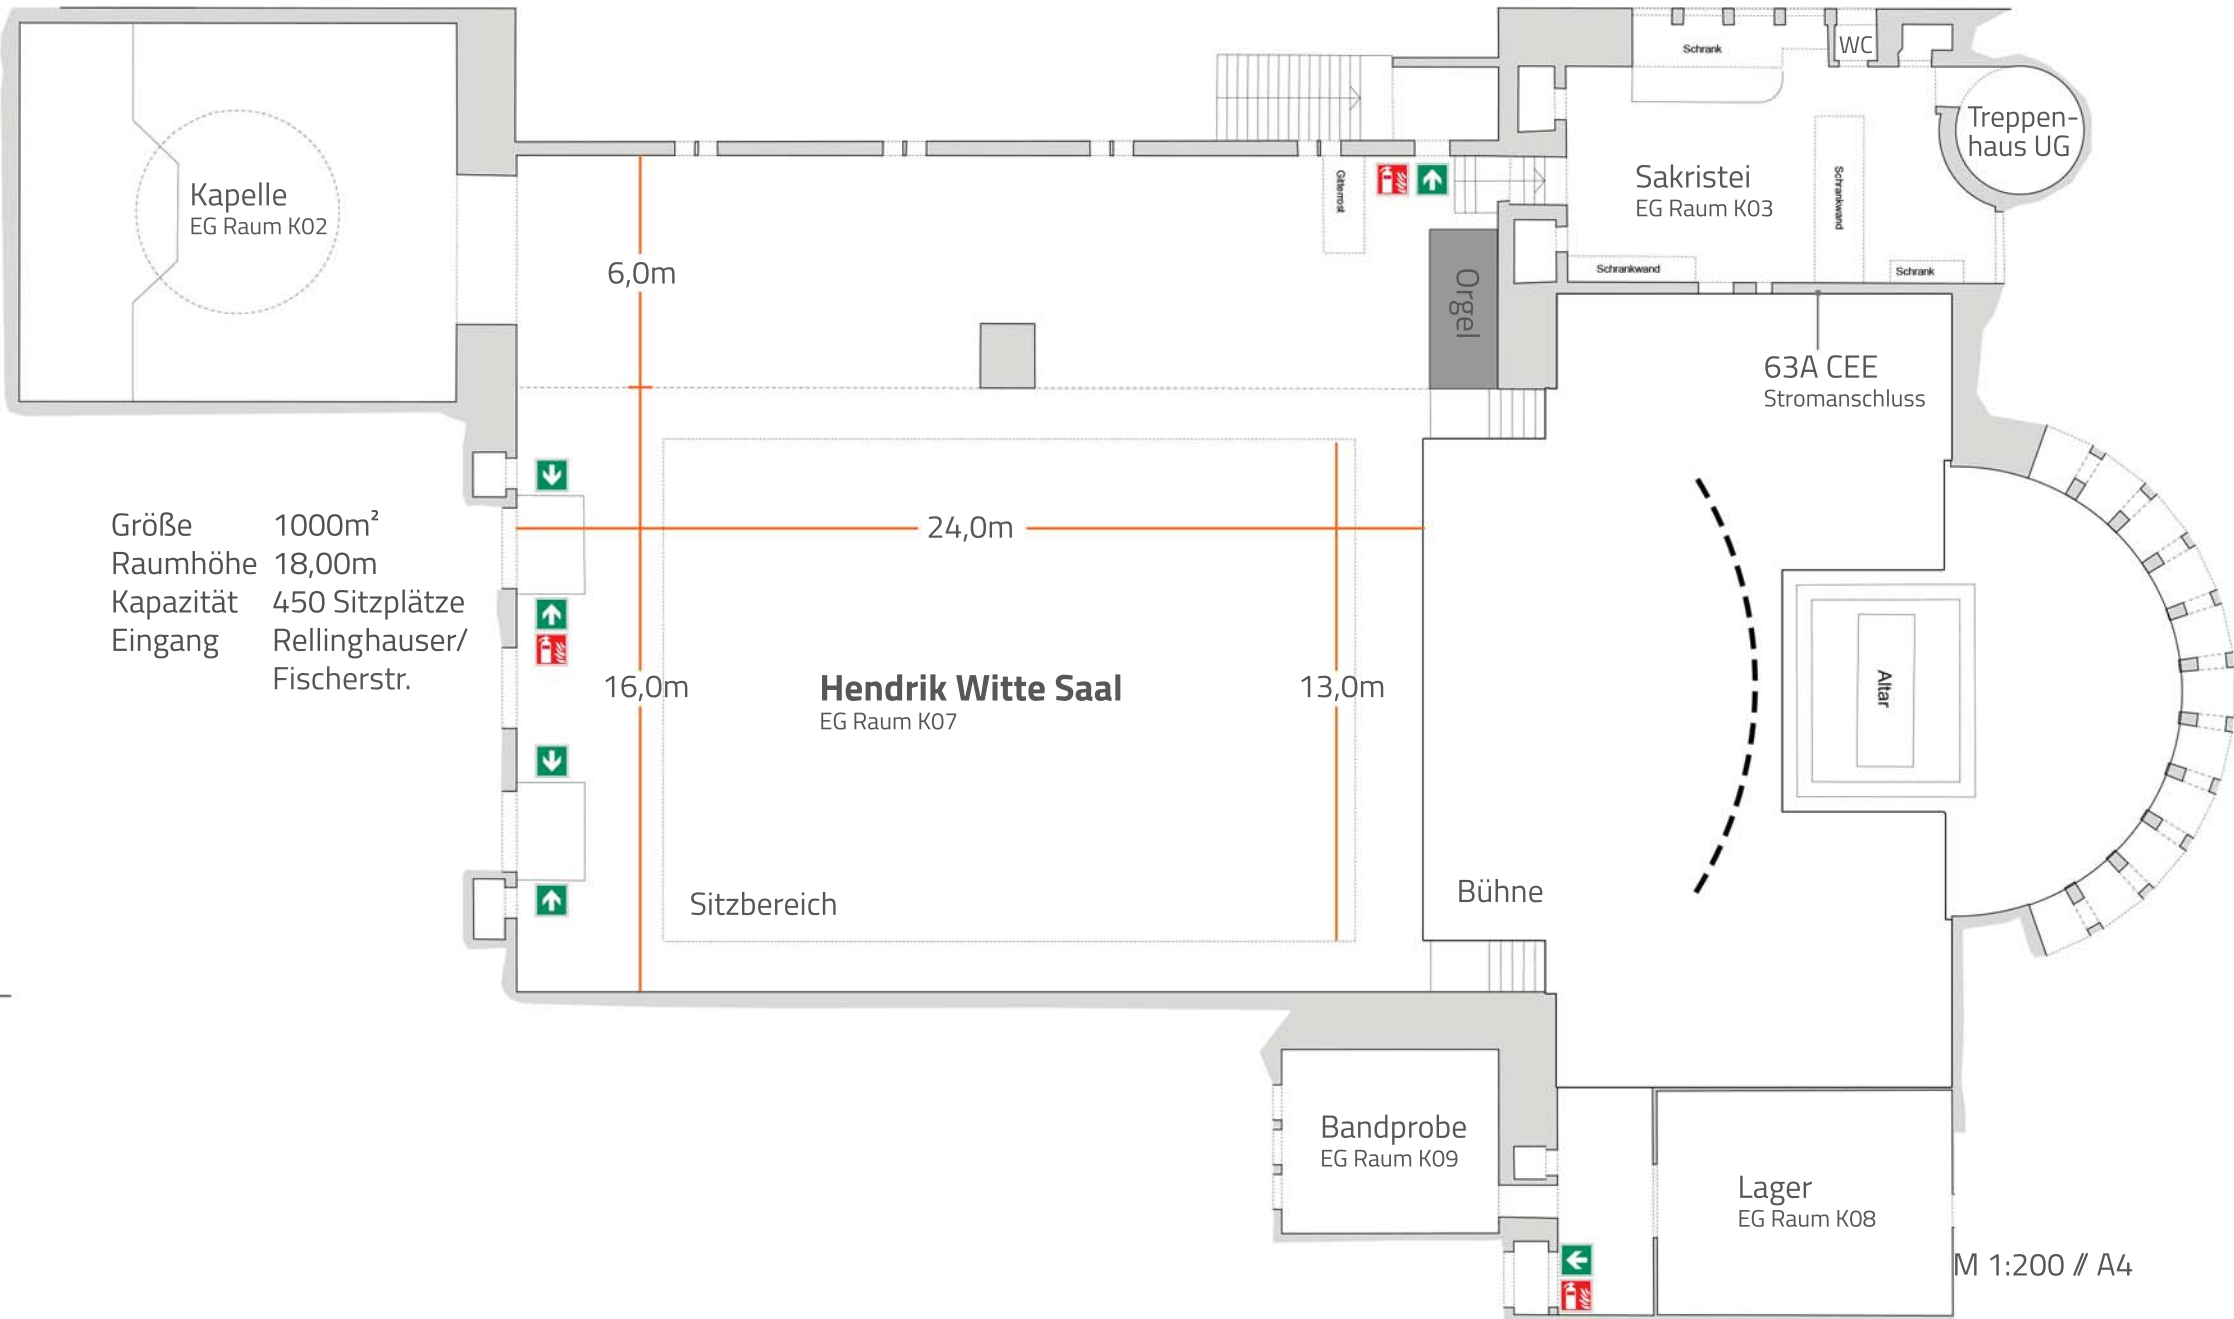 Schrank
WC
Treppen-
haus UG
Kapelle
EG Raum K02
Gitterrost
Sakristei
EG Raum K03
Schrankwand
Schrankwand
Schrank
6,0m
Orgel
63A CEE
Stromanschluss
Größe 1000m²
Raumhöhe 18,00m
Kapazität 450 Sitzplätze
Eingang Rellinghauser/
Fischerstr.
24,0m
16,0m
Hendrik Witte Saal
EG Raum K07
13,0m
Altar
Sitzbereich
Bühne
Bandprobe
EG Raum K09
Lager
EG Raum K08
M 1:200 // A4